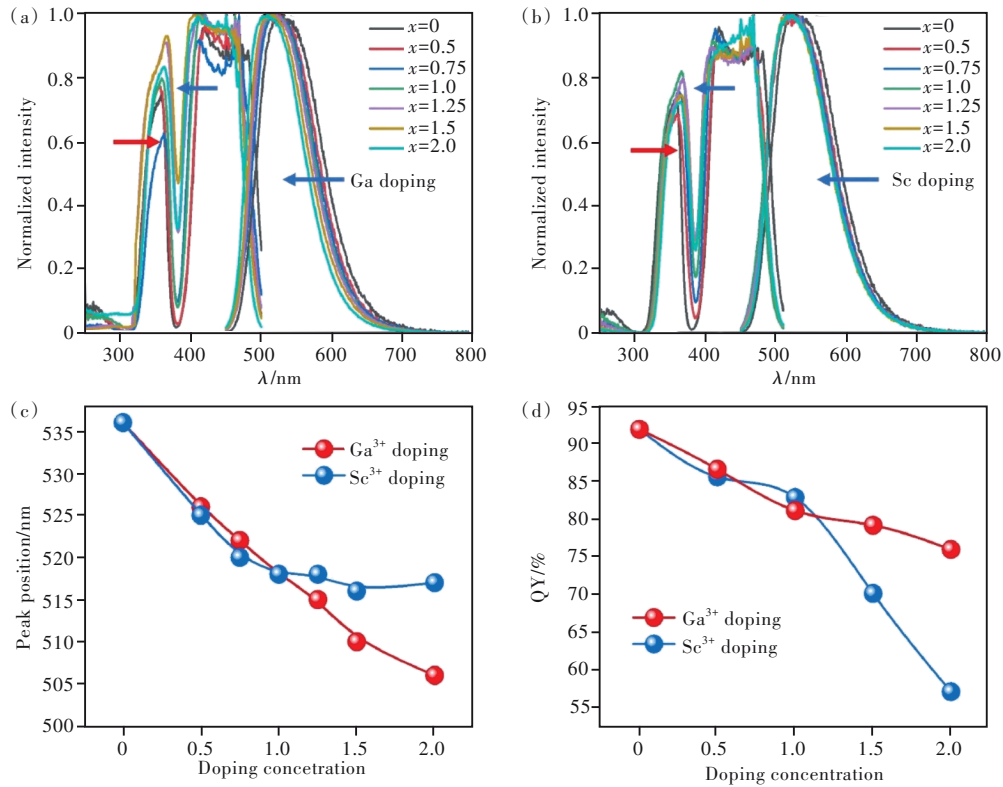 (a)
x=0
x=0.5
x=0.75
x=1.0
x=1.25
x=1.5
x=2.0
Ga doping
Normalized intensity
1.0
0.8
0.6
0.4
0.2
0
300 400 500 600 700 800
λ/nm
(b)
x=0
x=0.5
x=0.75
x=1.0
x=1.25
x=1.5
x=2.0
Sc doping
Normalized intensity
1.0
0.8
0.6
0.4
0.2
0
300 400 500 600 700 800
λ/nm
(c)
Ga³⁺ doping
Sc³⁺ doping
Peak position/nm
535
530
525
520
515
510
505
500
0 0.5 1.0 1.5 2.0
Doping concetration
(d)
Ga³⁺ doping
Sc³⁺ doping
QY/%
95
90
85
80
75
70
65
60
55
0 0.5 1.0 1.5 2.0
Doping concentration